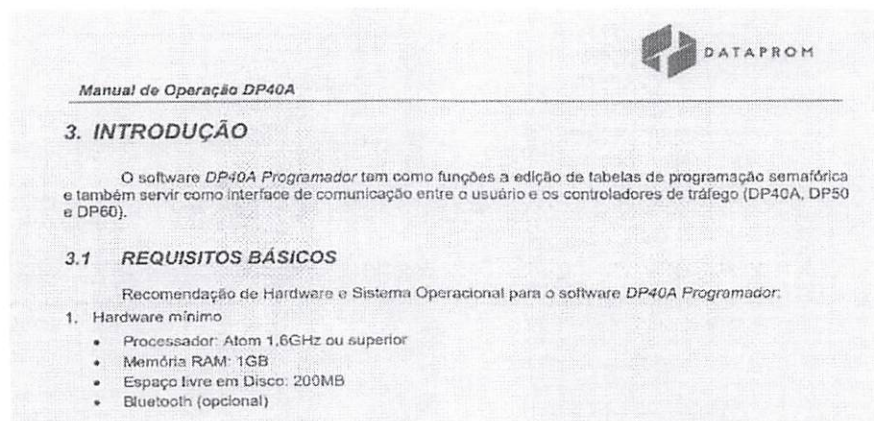 DATAPROM
Manual de Operação DP40A
3. INTRODUÇÃO
O software DP40A Programador tem como funções a edição de tabelas de programação semafórica
e também servir como interface de comunicação entre o usuário e os controladores de tráfego (DP40A, DP50
e DP60).
3.1 REQUISITOS BÁSICOS
Recomendação de Hardware e Sistema Operacional para o software DP40A Programador:
1. Hardware mínimo
• Processador: Atom 1.6GHz ou superior
• Memória RAM: 1GB
• Espaço livre em Disco: 200MB
• Bluetooth (opcional)